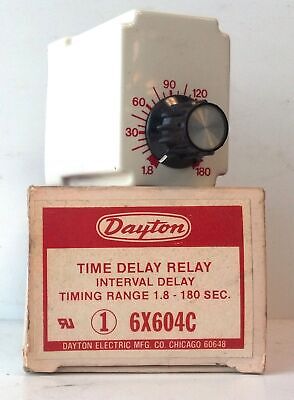 90
60
120
30
1.8
180
Dayton
TIME DELAY RELAY
INTERVAL DELAY
TIMING RANGE 1.8 - 180 SEC.
1 6X604C
DAYTON ELECTRIC MFG. CO. CHICAGO 60648